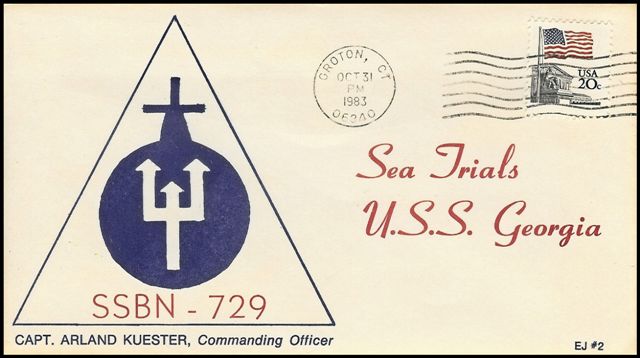 GROTON, CT
OCT 31
PM
1983
06340
USA
20c
Sea Trials
U.S.S. Georgia
SSBN - 729
CAPT. ARLAND KUESTER, Commanding Officer
EJ #2